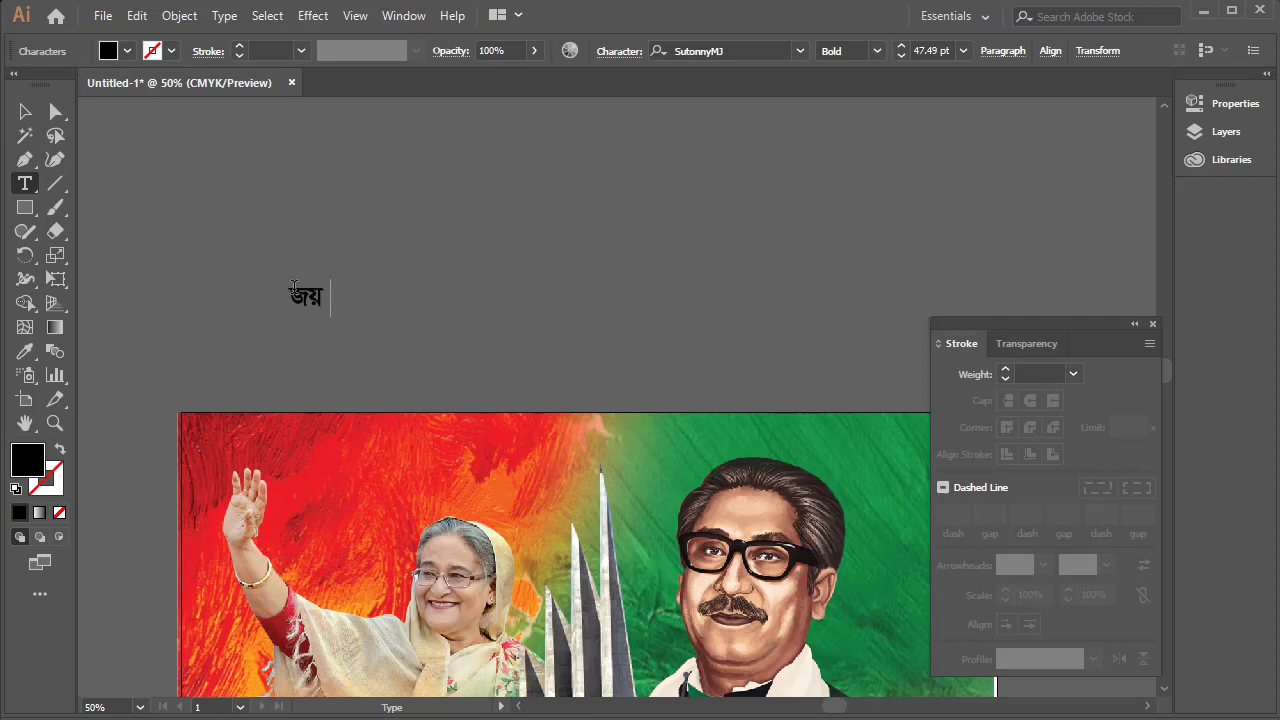 Ai File Edit Object Type Select Effect View Window Help Essentials Search Adobe Stock
Characters Stroke: Opacity: 100% Character: SutonnyMJ Bold 47.49 pt Paragraph Align Transform
Untitled-1* @ 50% (CMYK/Preview)
Properties
Layers
Libraries
জয়
Stroke Transparency
Weight:
Cap:
Corner: Limit:
Align Stroke:
Dashed Line
dash gap dash gap dash gap
Arrowheads:
Scale: 100% 100%
Align:
Profile:
50% 1 Type